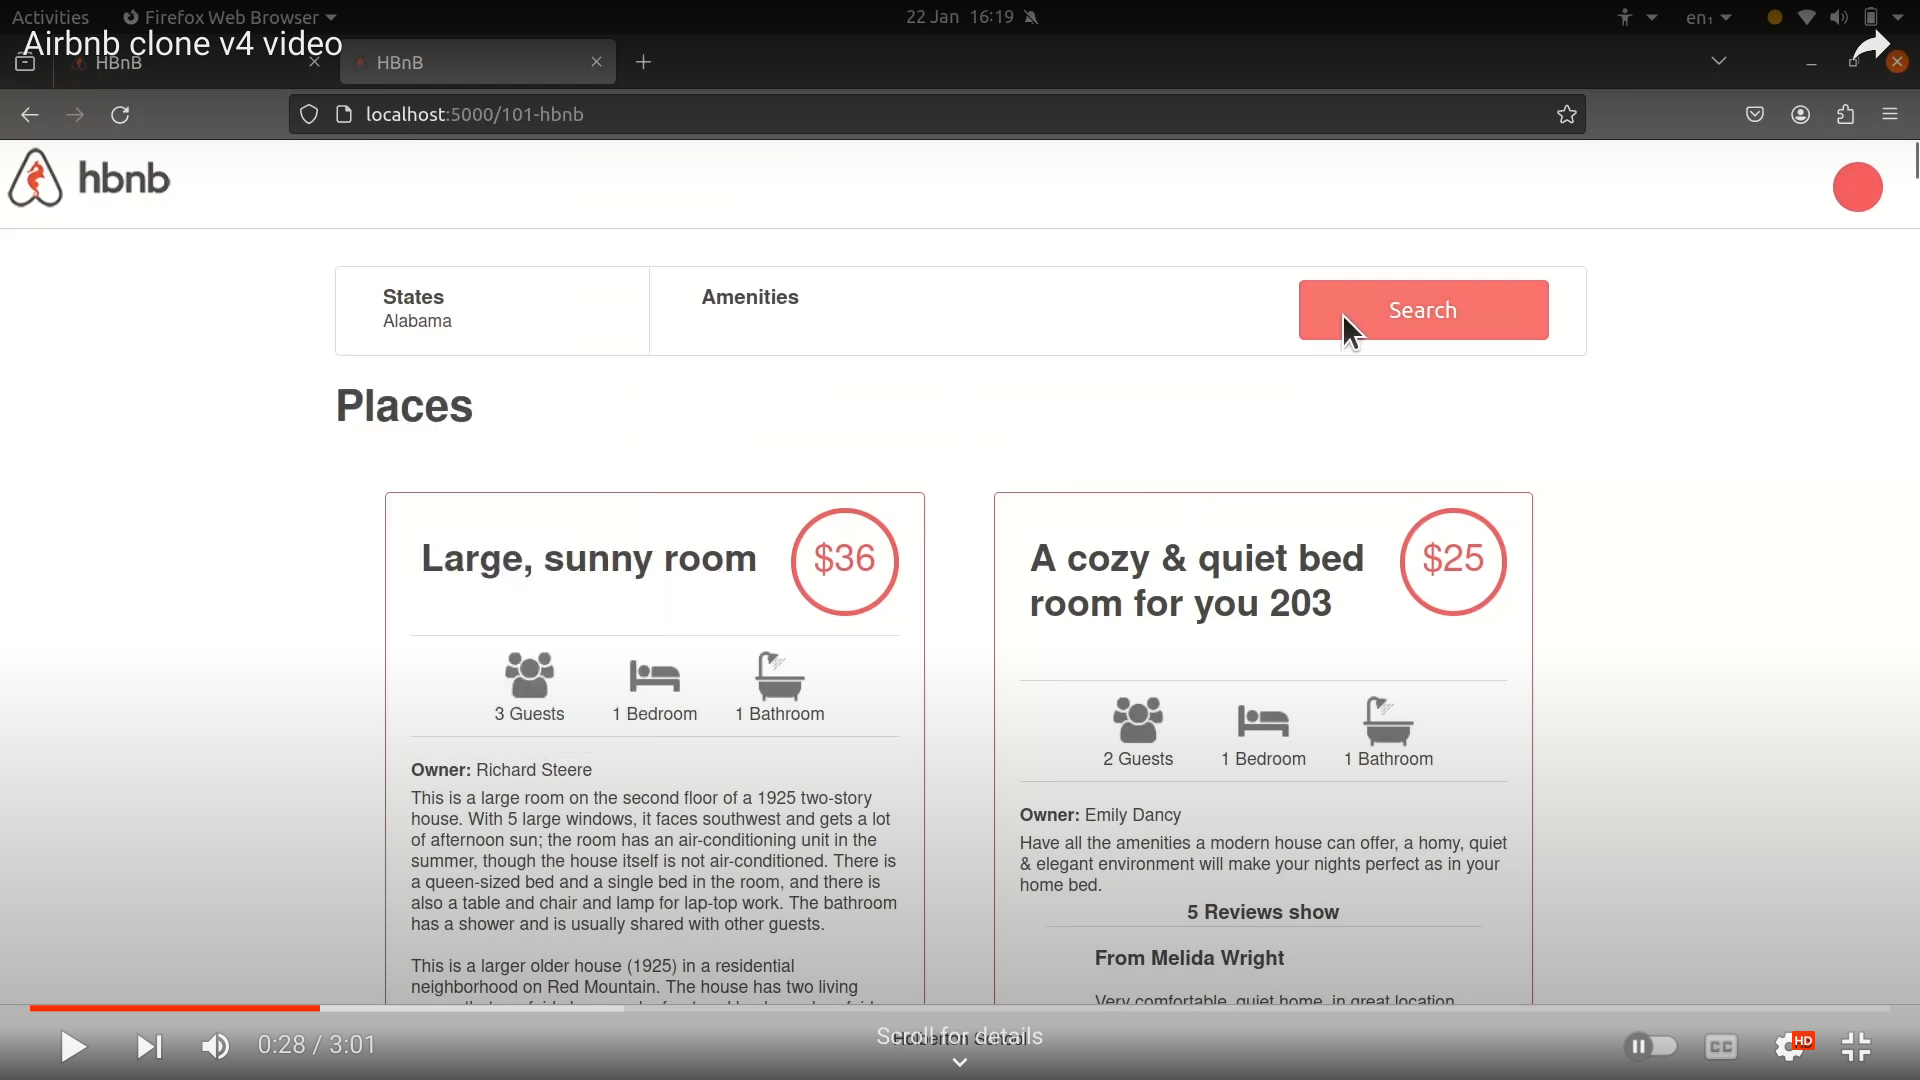 Activities
Firefox Web Browser
22 Jan 16:19
en₁
Airbnb clone v4 video
HBnB
HBnB
localhost:5000/101-hbnb
hbnb
States
Alabama
Amenities
Search
Places
Large, sunny room
$36
3 Guests
1 Bedroom
1 Bathroom
Owner: Richard Steere
This is a large room on the second floor of a 1925 two-story
house. With 5 large windows, it faces southwest and gets a lot
of afternoon sun; the room has an air-conditioning unit in the
summer, though the house itself is not air-conditioned. There is
a queen-sized bed and a single bed in the room, and there is
also a table and chair and lamp for lap-top work. The bathroom
has a shower and is usually shared with other guests.
This is a larger older house (1925) in a residential
neighborhood on Red Mountain. The house has two living
A cozy & quiet bed
room for you 203
$25
2 Guests
1 Bedroom
1 Bathroom
Owner: Emily Dancy
Have all the amenities a modern house can offer, a homy, quiet
& elegant environment will make your nights perfect as in your
home bed.
5 Reviews show
From Melida Wright
Very comfortable, quiet home, in great location
0:28 / 3:01
Scroll for details
Holberton School
CC
HD